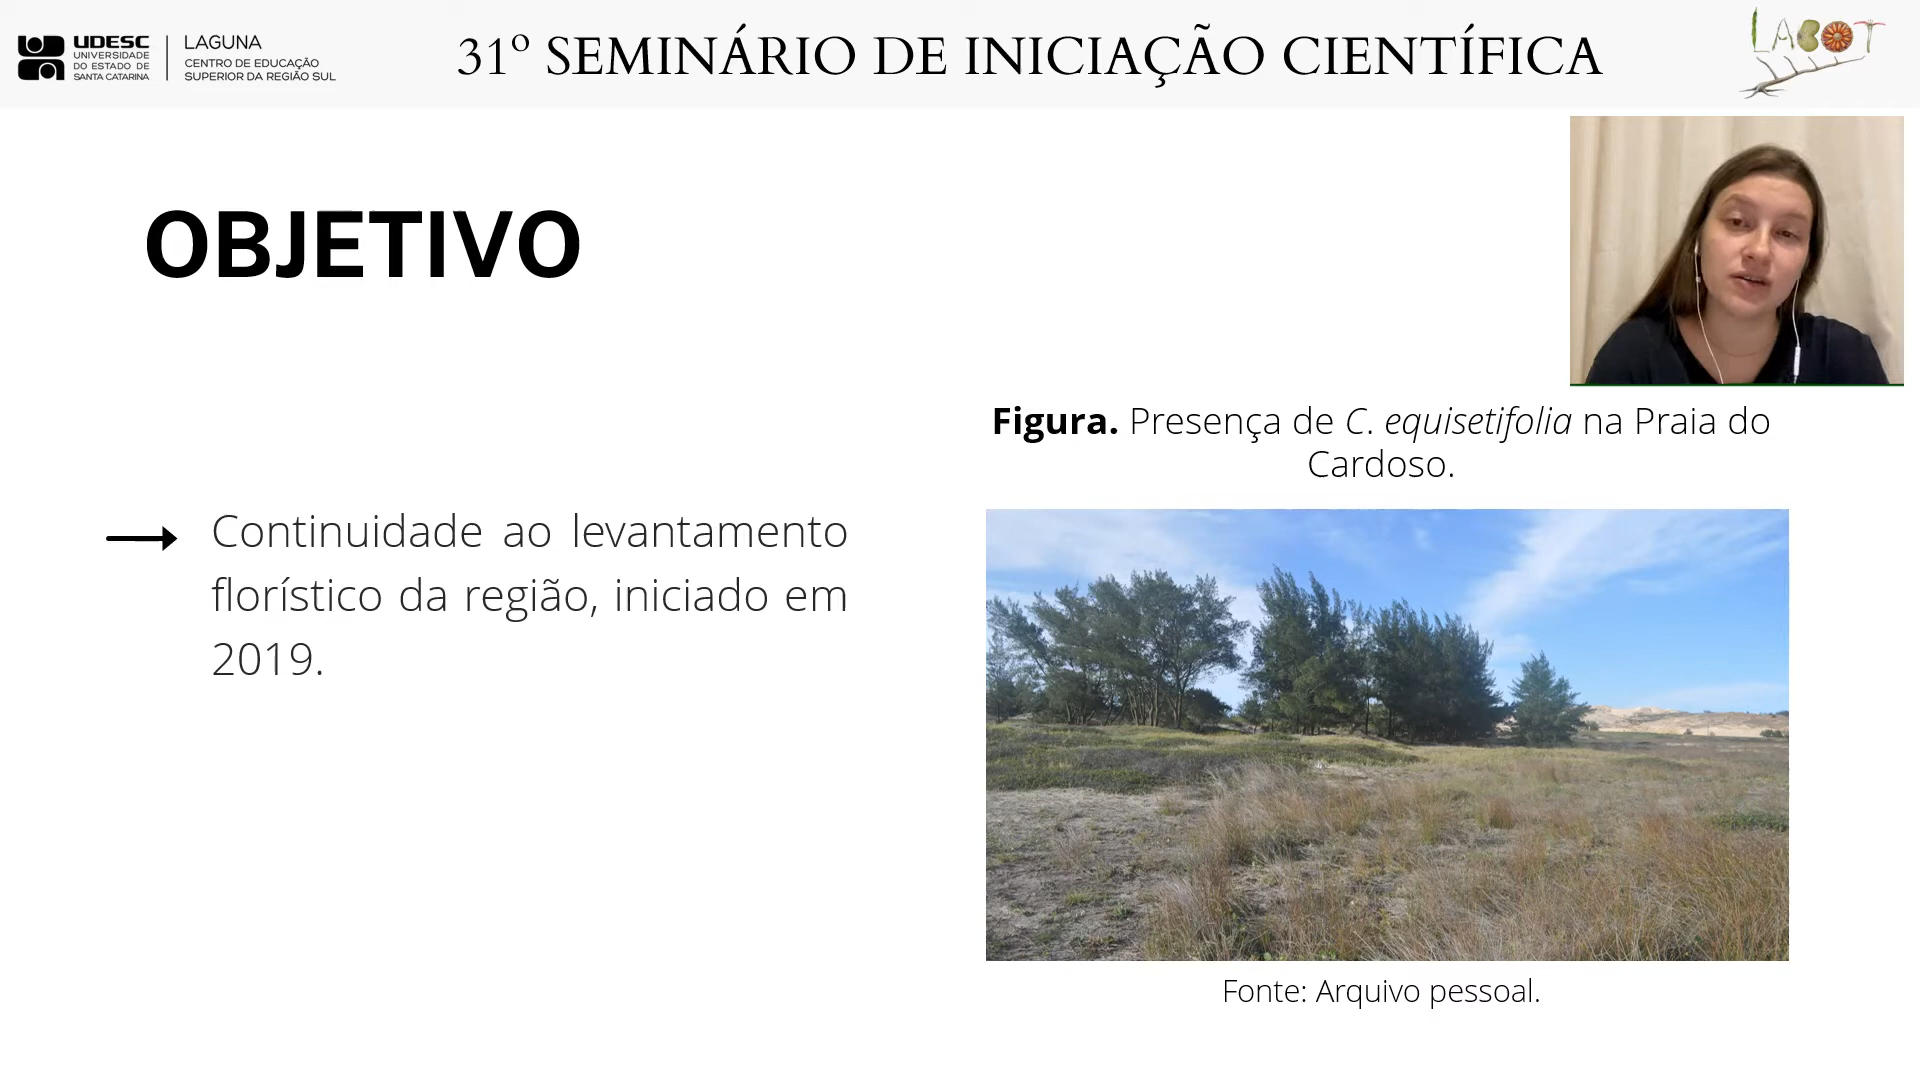 UDESC
UNIVERSIDADE
DO ESTADO DE
SANTA CATARINA
LAGUNA
CENTRO DE EDUCAÇÃO
SUPERIOR DA REGIÃO SUL
31º SEMINÁRIO DE INICIAÇÃO CIENTÍFICA
LABOT
OBJETIVO
Continuidade ao levantamento
florístico da região, iniciado em
2019.
Figura. Presença de C. equisetifolia na Praia do
Cardoso.
Fonte: Arquivo pessoal.